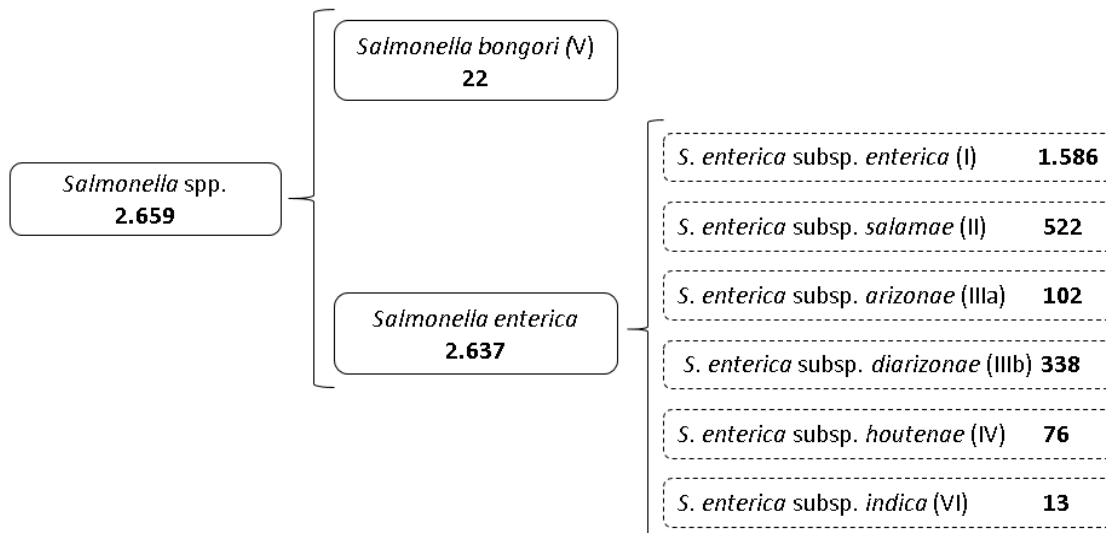 Salmonella bongori (V)
22
Salmonella spp.
2.659
Salmonella enterica
2.637
S. enterica subsp. enterica (I) 1.586
S. enterica subsp. salamae (II) 522
S. enterica subsp. arizonae (IIIa) 102
S. enterica subsp. diarizonae (IIIb) 338
S. enterica subsp. houtenae (IV) 76
S. enterica subsp. indica (VI) 13